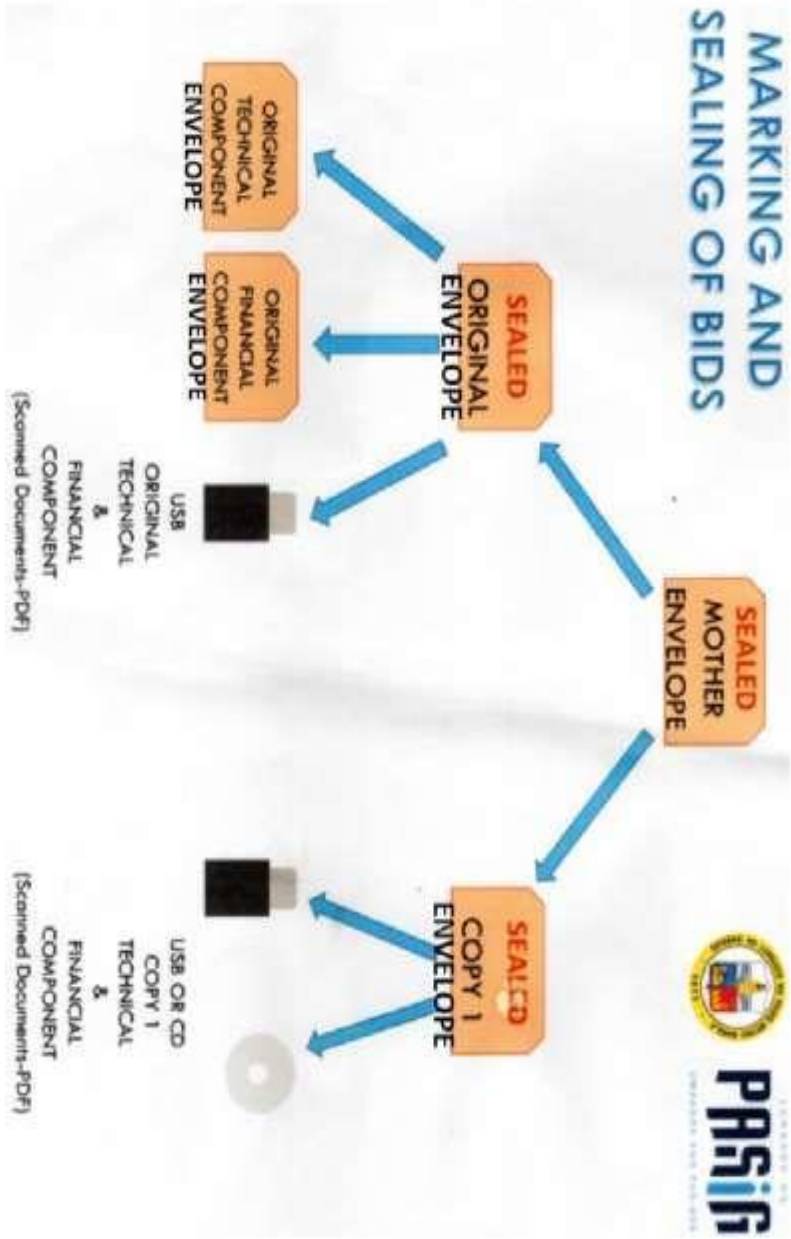 MARKING AND
SEALING OF BIDS
PASiG
SEALED
MOTHER
ENVELOPE
SEALED
ORIGINAL
ENVELOPE
SEALED
COPY 1
ENVELOPE
ORIGINAL
TECHNICAL
COMPONENT
ENVELOPE
ORIGINAL
FINANCIAL
COMPONENT
ENVELOPE
USB
ORIGINAL
TECHNICAL
&
FINANCIAL
COMPONENT
(Scanned Documents-PDF)
USB OR CD
COPY 1
TECHNICAL
&
FINANCIAL
COMPONENT
(Scanned Documents-PDF)